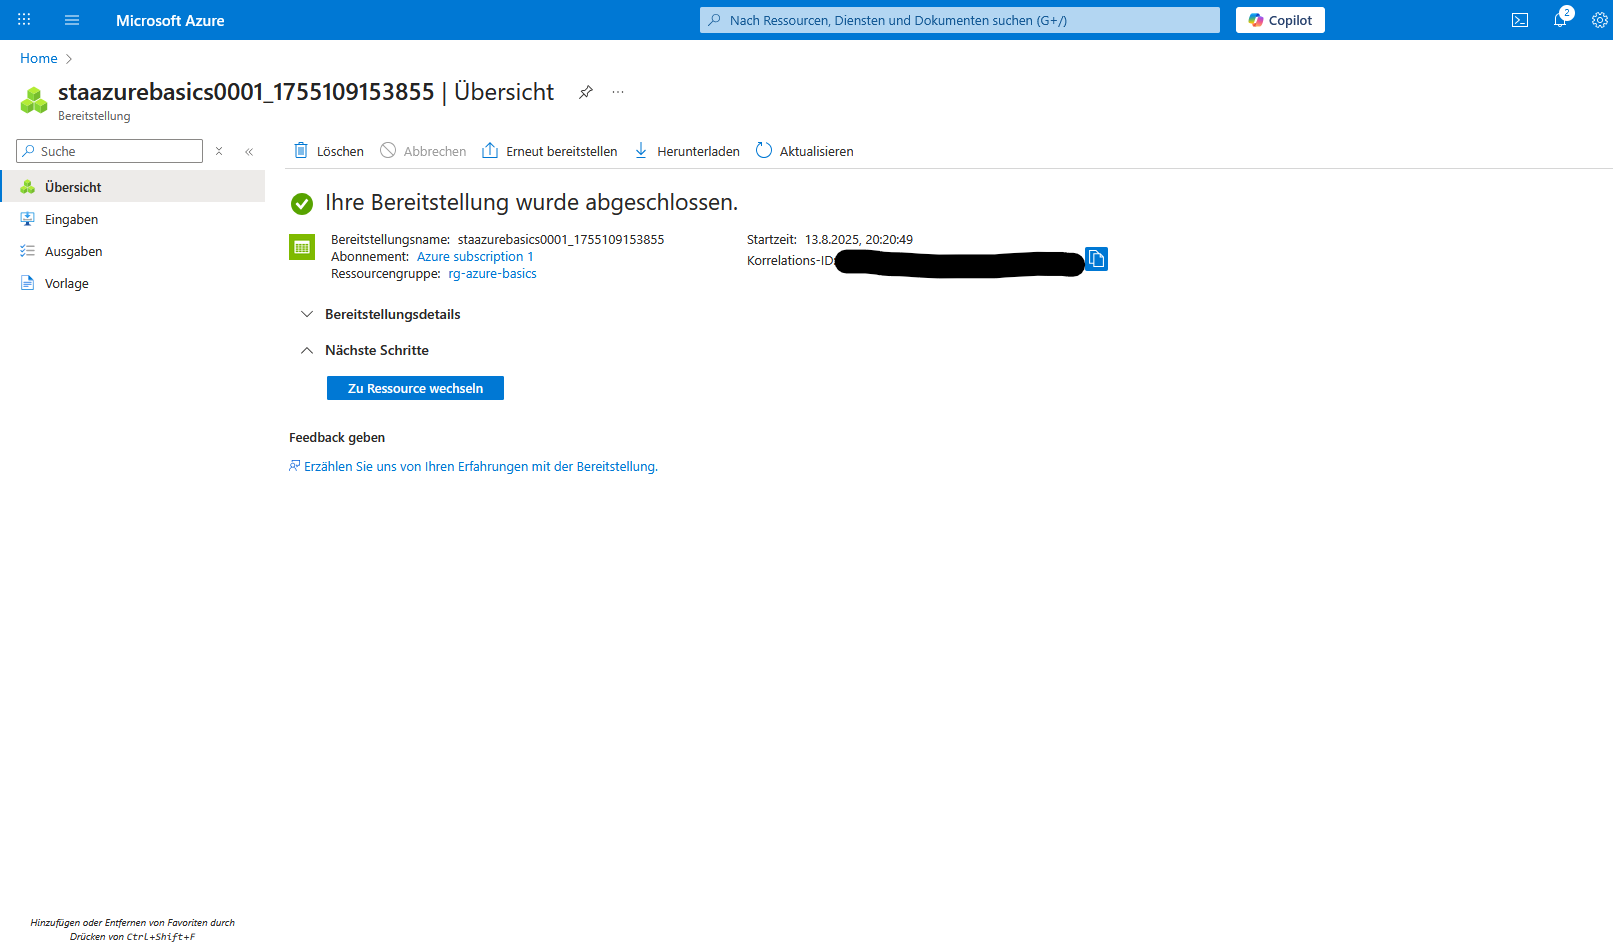 Microsoft Azure
Nach Ressourcen, Diensten und Dokumenten suchen (G+/)
Copilot
2
Home
staazurebasics0001_1755109153855 | Übersicht
Bereitstellung
Suche
Löschen
Abbrechen
Erneut bereitstellen
Herunterladen
Aktualisieren
Übersicht
Eingaben
Ausgaben
Vorlage
Ihre Bereitstellung wurde abgeschlossen.
Bereitstellungsname: staazurebasics0001_1755109153855
Abonnement: Azure subscription 1
Ressourcengruppe: rg-azure-basics
Startzeit: 13.8.2025, 20:20:49
Korrelations-ID:
Bereitstellungsdetails
Nächste Schritte
Zu Ressource wechseln
Feedback geben
Erzählen Sie uns von Ihren Erfahrungen mit der Bereitstellung.
Hinzufügen oder Entfernen von Favoriten durch
Drücken von Ctrl+Shift+F